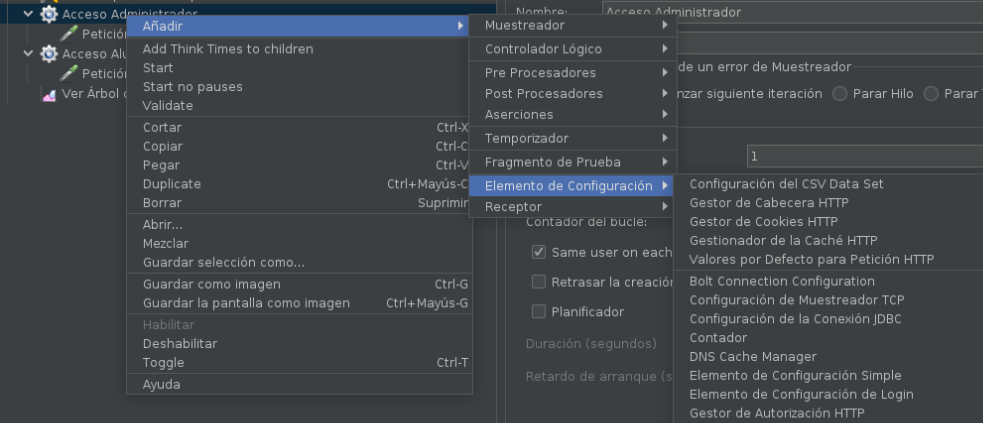 Acceso Administrador
Petición
Acceso Alu
Petició
Ver Árbol
Añadir
Add Think Times to children
Start
Start no pauses
Validate
Cortar Ctrl-X
Copiar Ctrl-C
Pegar Ctrl-V
Duplicate Ctrl+Mayús-C
Borrar Suprimir
Abrir...
Mezclar
Guardar selección como...
Guardar como imagen Ctrl-G
Guardar la pantalla como imagen Ctrl+Mayús-G
Habilitar
Deshabilitar
Toggle Ctrl-T
Ayuda
Muestreador
Controlador Lógico
Pre Procesadores
Post Procesadores
Aserciones
Temporizador
Fragmento de Prueba
Elemento de Configuración
Receptor
Nombre: Acceso Administrador
de un error de Muestreador
nzar siguiente iteración Parar Hilo Parar
1
Contador del bucle:
Same user on each
Retrasar la creación
Planificador
Duración (segundos)
Retardo de arranque (s
Configuración del CSV Data Set
Gestor de Cabecera HTTP
Gestor de Cookies HTTP
Gestionador de la Caché HTTP
Valores por Defecto para Petición HTTP
Bolt Connection Configuration
Configuración de Muestreador TCP
Configuración de la Conexión JDBC
Contador
DNS Cache Manager
Elemento de Configuración Simple
Elemento de Configuración de Login
Gestor de Autorización HTTP